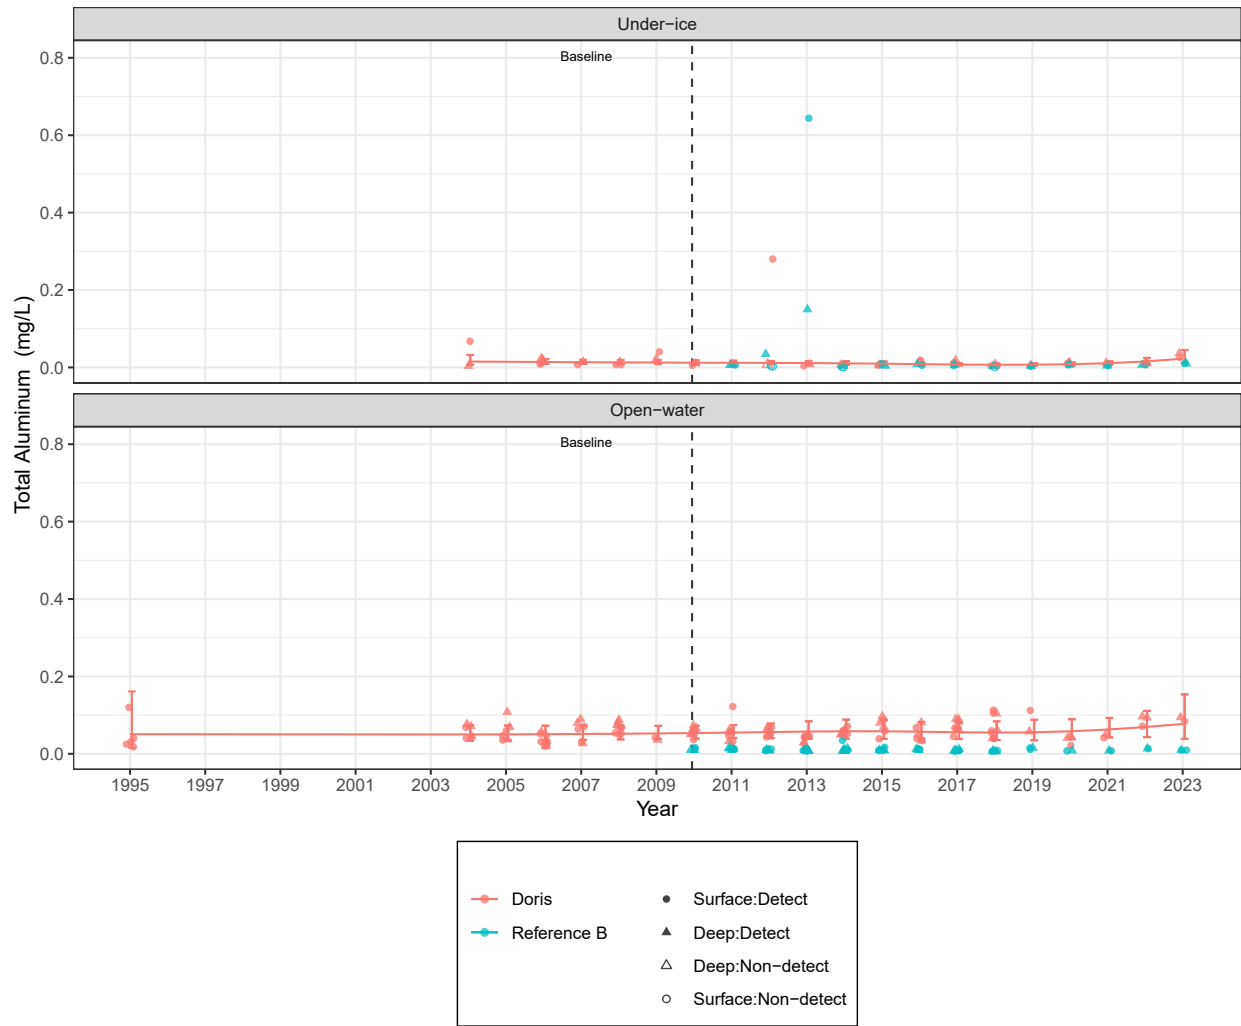 Under−ice
Baseline
0.8
0.6
0.4
0.2
0.0
Open−water
Baseline
0.8
0.6
0.4
0.2
0.0
Total Aluminum (mg/L)
1995 1997 1999 2001 2003 2005 2007 2009 2011 2013 2015 2017 2019 2021 2023
Year
Doris
Reference B
Surface:Detect
Deep:Detect
Deep:Non−detect
Surface:Non−detect